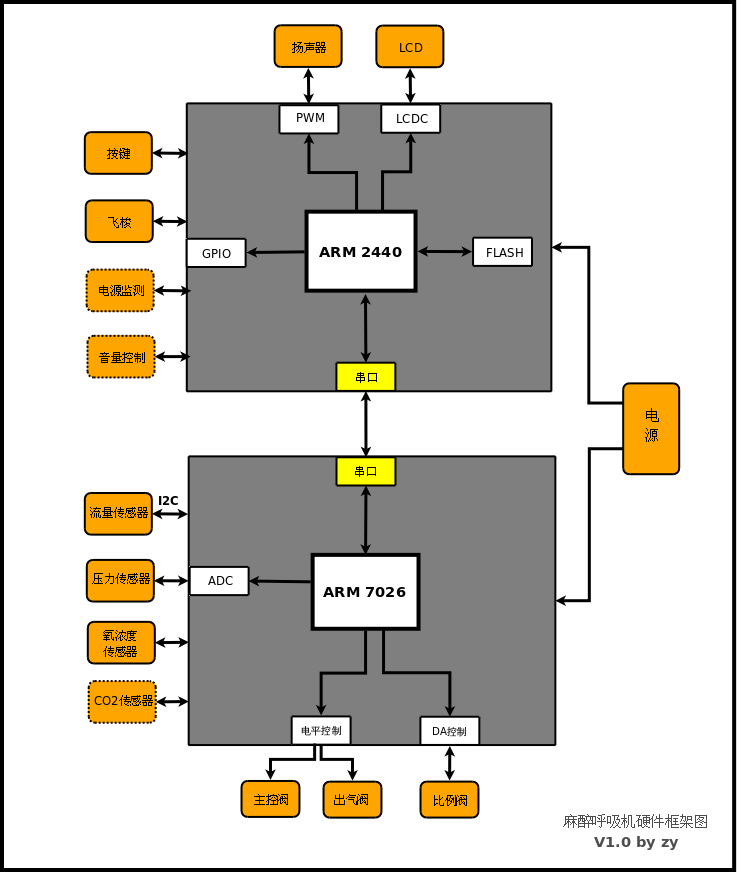 扬声器
LCD
PWM
LCDC
按键
飞梭
GPIO
ARM 2440
FLASH
电源监测
音量控制
串口
电
源
串口
I2C
流量传感器
压力传感器
ADC
ARM 7026
氧浓度
传感器
CO2传感器
电平控制
DA控制
主控阀
出气阀
比例阀
麻醉呼吸机硬件框架图
V1.0 by zy